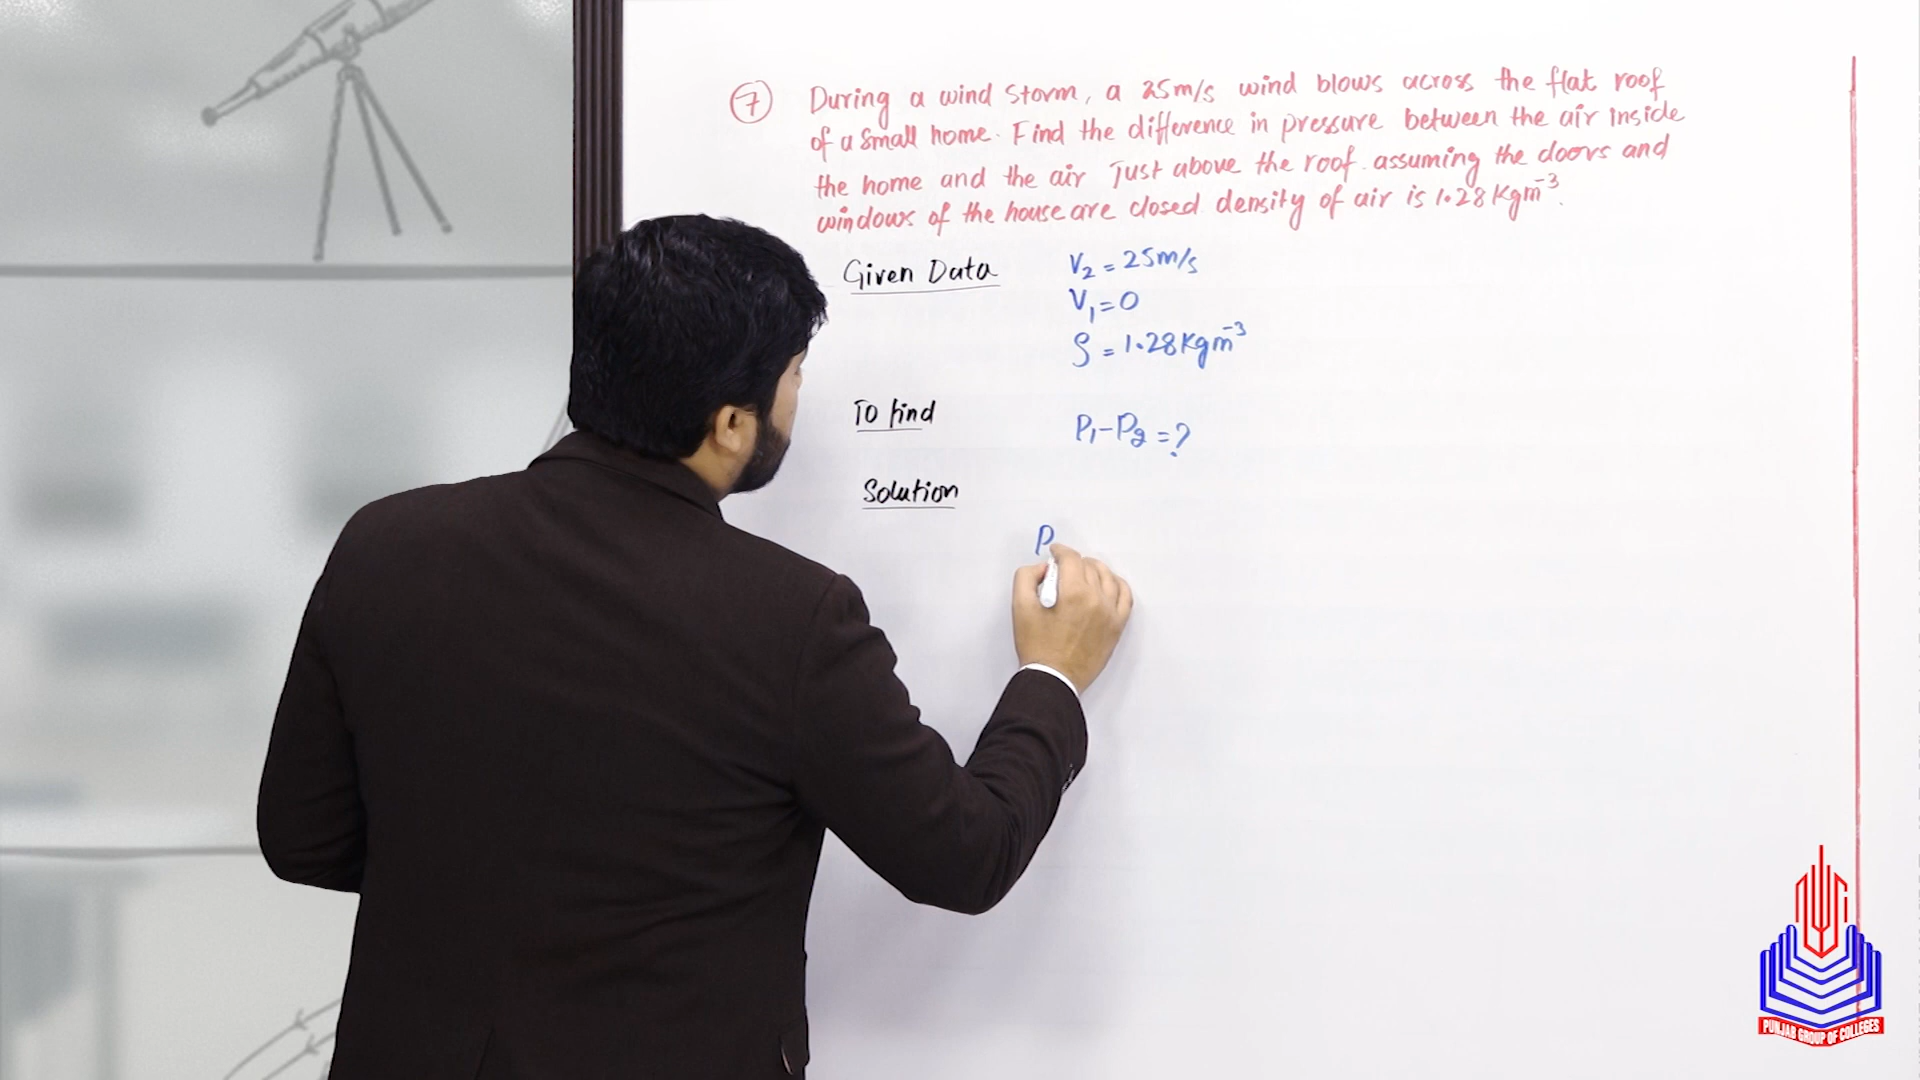 7 During a wind storm, a 25m/s wind blows across the flat roof
of a small home. Find the difference in pressure between the air inside
the home and the air Just above the roof. assuming the doors and
windows of the house are closed density of air is 1.28 Kgm⁻³.
Given Data V₂ = 25m/s
V₁ = 0
ρ = 1.28 Kgm⁻³
To find P₁-P₂ = ?
Solution
P
PUNJAB GROUP OF COLLEGES